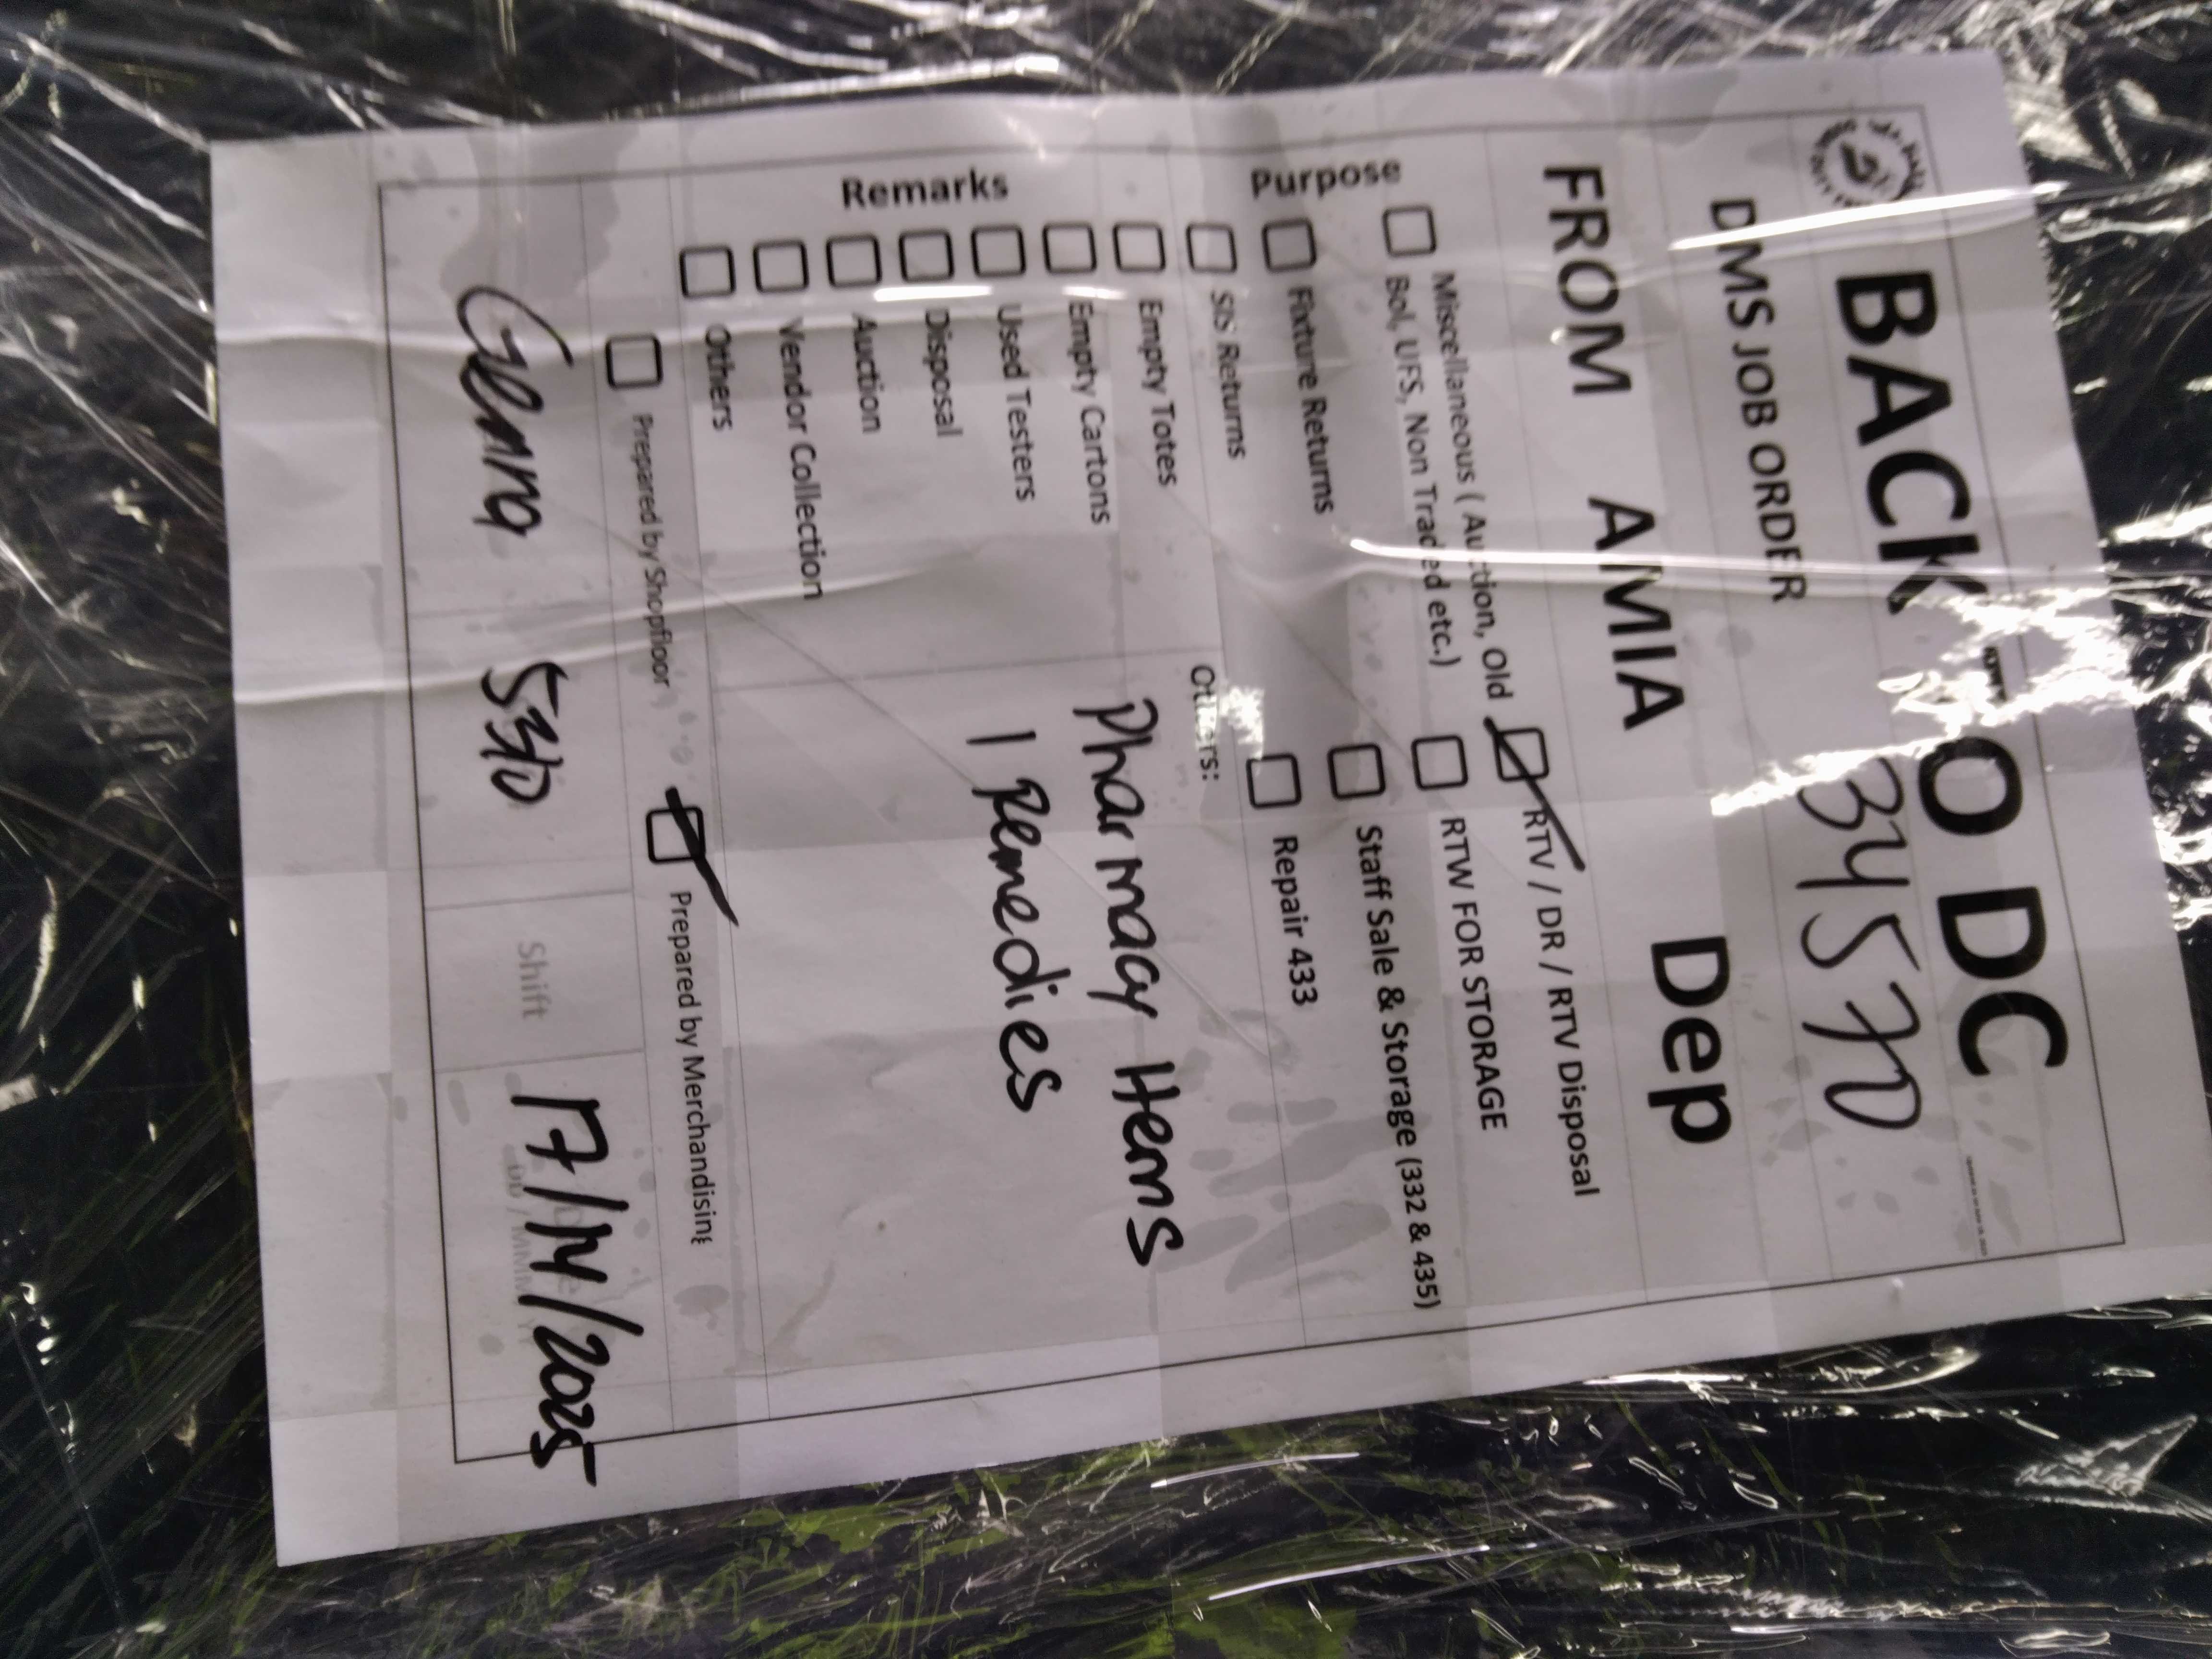 BACK TO DC
DMS JOB ORDER 34570
FROM AMIA Dep
Purpose
Miscellaneous ( Auction, Old
Bol, UFS, Non Traded etc.)
Fixture Returns
SIS Returns
RTV / DR / RTV Disposal
RTW FOR STORAGE
Staff Sale & Storage (332 & 435)
Repair 433
Remarks
Empty Totes
Empty Cartons
Used Testers
Disposal
Auction
Vendor Collection
Others
Others:
Pharmacy Items
1 Remedies
Prepared by Shopfloor
Prepared by Merchandising
Shift
17/11/2025